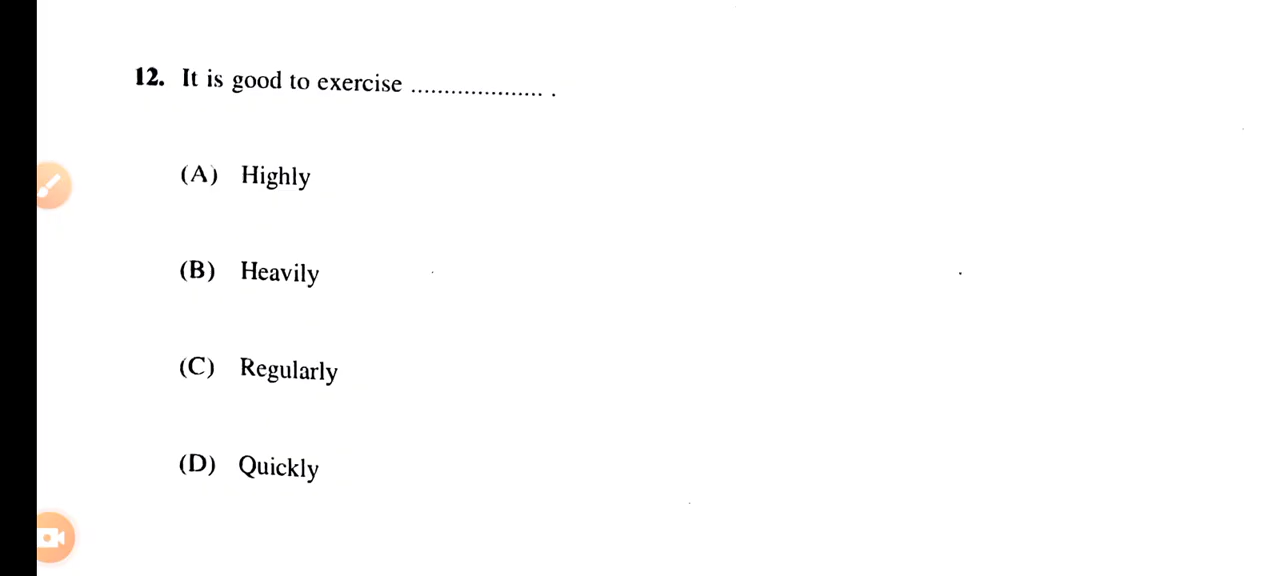 12. It is good to exercise .................... .
(A) Highly
(B) Heavily
(C) Regularly
(D) Quickly